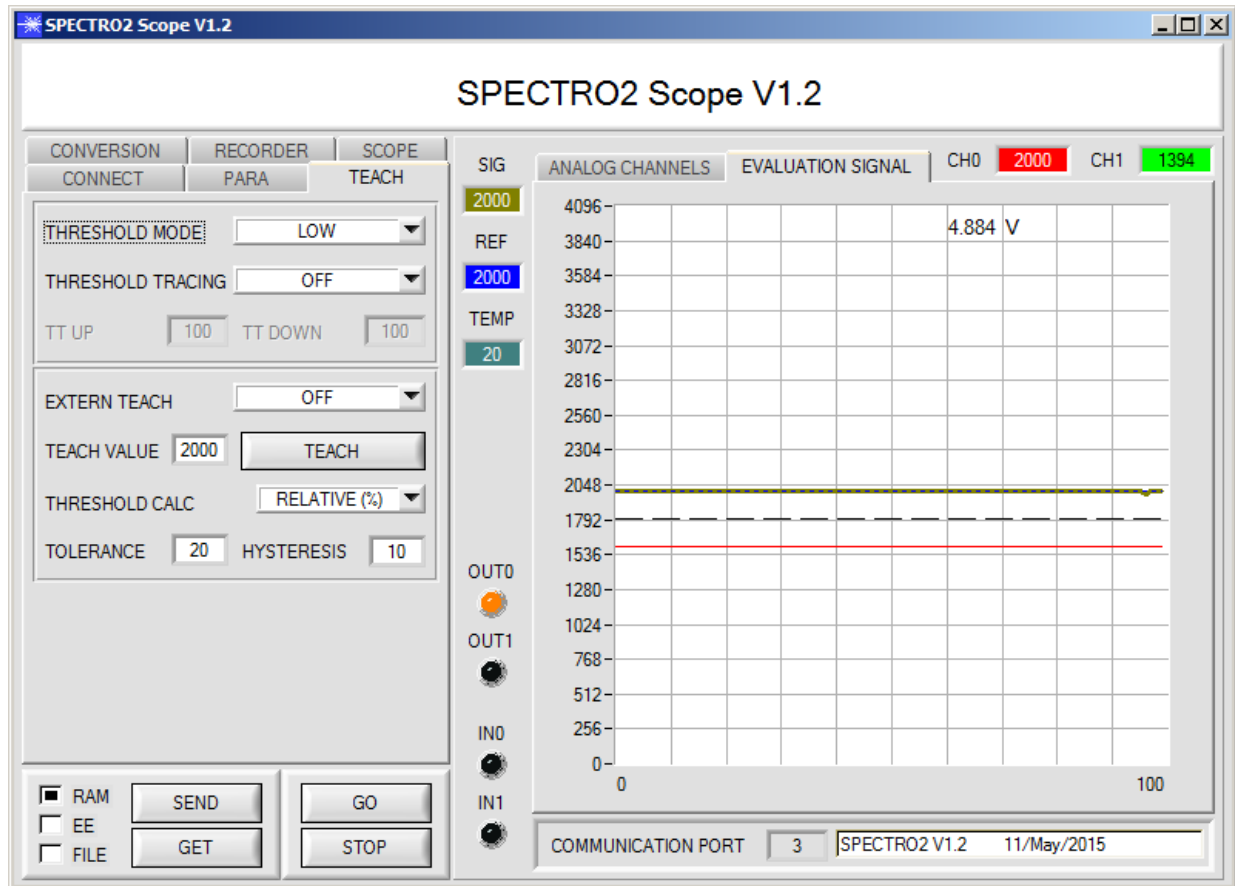 SPECTRO2 Scope V1.2
SPECTRO2 Scope V1.2
CONVERSION RECORDER SCOPE
CONNECT PARA TEACH
THRESHOLD MODE LOW
THRESHOLD TRACING OFF
TT UP 100 TT DOWN 100
EXTERN TEACH OFF
TEACH VALUE 2000 TEACH
THRESHOLD CALC RELATIVE (%)
TOLERANCE 20 HYSTERESIS 10
RAM
EE
FILE
SEND
GET
GO
STOP
SIG
2000
REF
2000
TEMP
20
OUT0
OUT1
IN0
IN1
ANALOG CHANNELS EVALUATION SIGNAL CH0 2000 CH1 1394
4.884 V
4096
3840
3584
3328
3072
2816
2560
2304
2048
1792
1536
1280
1024
768
512
256
0
0 100
COMMUNICATION PORT 3 SPECTRO2 V1.2 11/May/2015